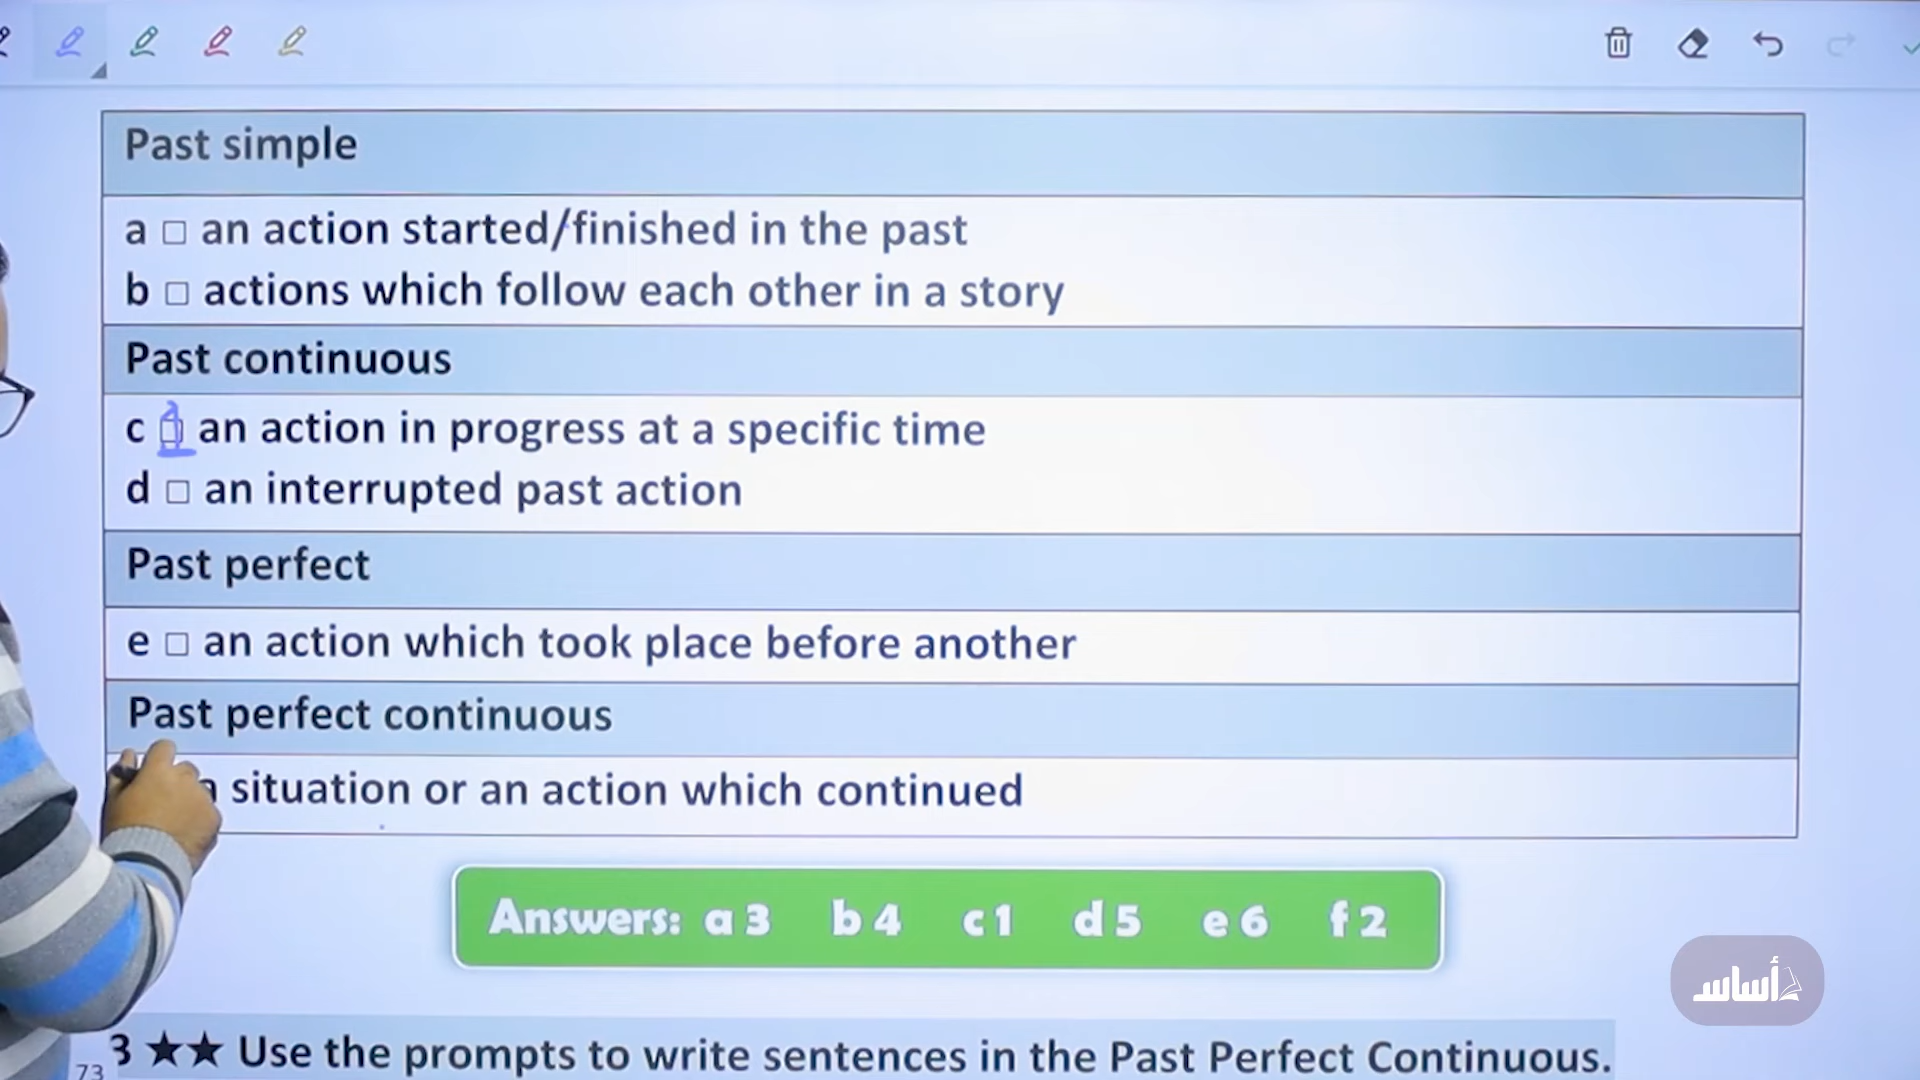 Past simple
a □ an action started/finished in the past
b □ actions which follow each other in a story
Past continuous
c 1 an action in progress at a specific time
d □ an interrupted past action
Past perfect
e □ an action which took place before another
Past perfect continuous
situation or an action which continued
Answers: a 3 b 4 c 1 d 5 e 6 f 2
أساس
3 ★★ Use the prompts to write sentences in the Past Perfect Continuous.
73